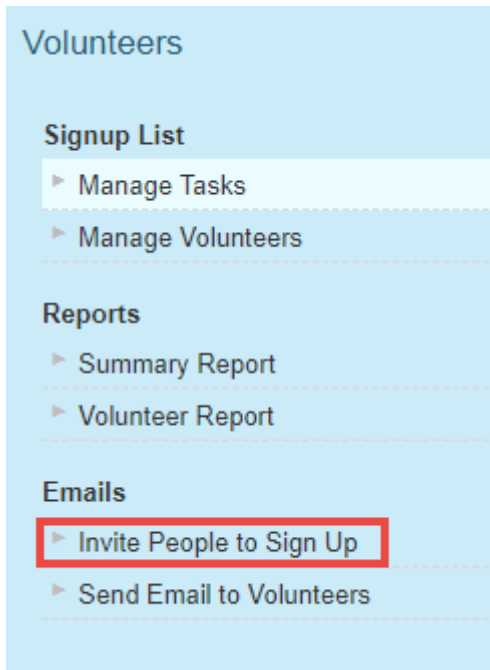 Volunteers
Signup List
Manage Tasks
Manage Volunteers
Reports
Summary Report
Volunteer Report
Emails
Invite People to Sign Up
Send Email to Volunteers